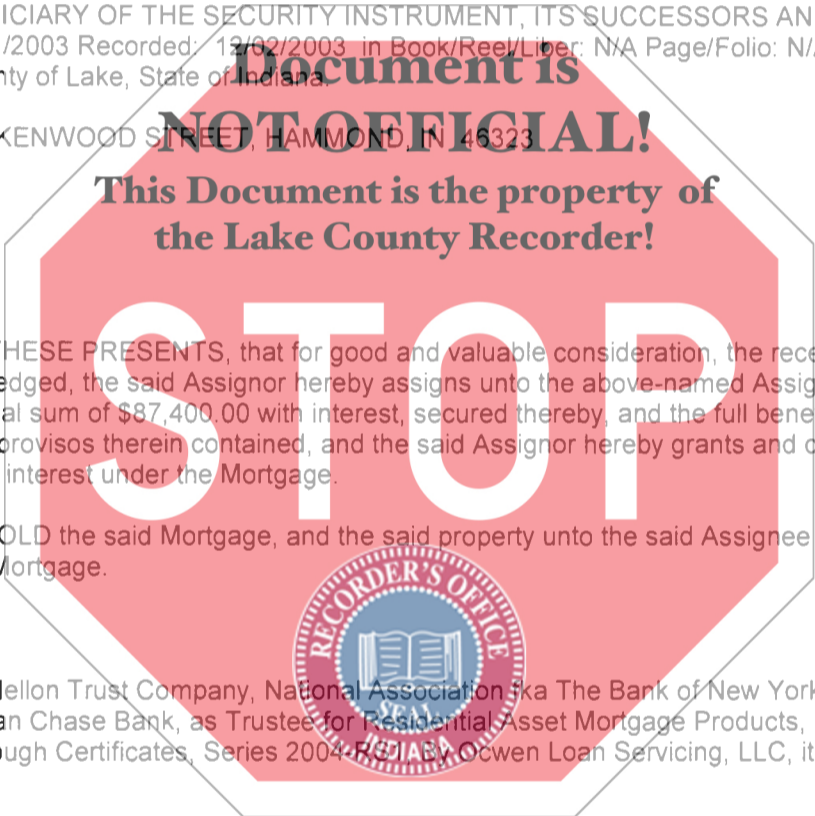 ICIARY OF THE SECURITY INSTRUMENT, ITS SUCCESSORS AN
/2003 Recorded: 12/02/2003 in Book/Reel/Liber: N/A Page/Folio: N/
nty of Lake, State of Indiana.
Document is
KENWOOD STREET, HAMMOND, IN 46323
NOT OFFICIAL!
This Document is the property of
the Lake County Recorder!
STOP
THESE PRESENTS, that for good and valuable consideration, the rece
edged, the said Assignor hereby assigns unto the above-named Assig
al sum of $87,400.00 with interest, secured thereby, and the full bene
provisos therein contained, and the said Assignor hereby grants and c
interest under the Mortgage.
OLD the said Mortgage, and the said property unto the said Assignee
Mortgage.
RECORDER'S OFFICE
SEAL
INDIANA
ellon Trust Company, National Association fka The Bank of New York
an Chase Bank, as Trustee for Residential Asset Mortgage Products,
ugh Certificates, Series 2004-RS1, By Ocwen Loan Servicing, LLC, it